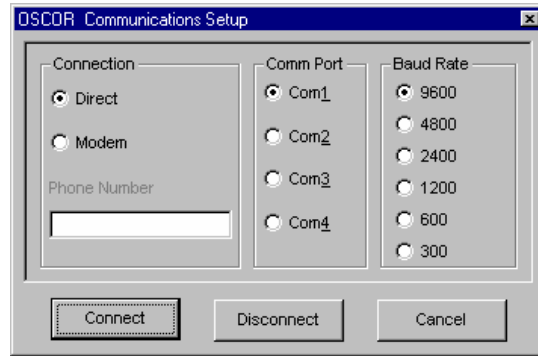 OSCOR Communications Setup
Connection
Direct
Modem
Phone Number
Comm Port
Com1
Com2
Com3
Com4
Baud Rate
9600
4800
2400
1200
600
300
Connect
Disconnect
Cancel